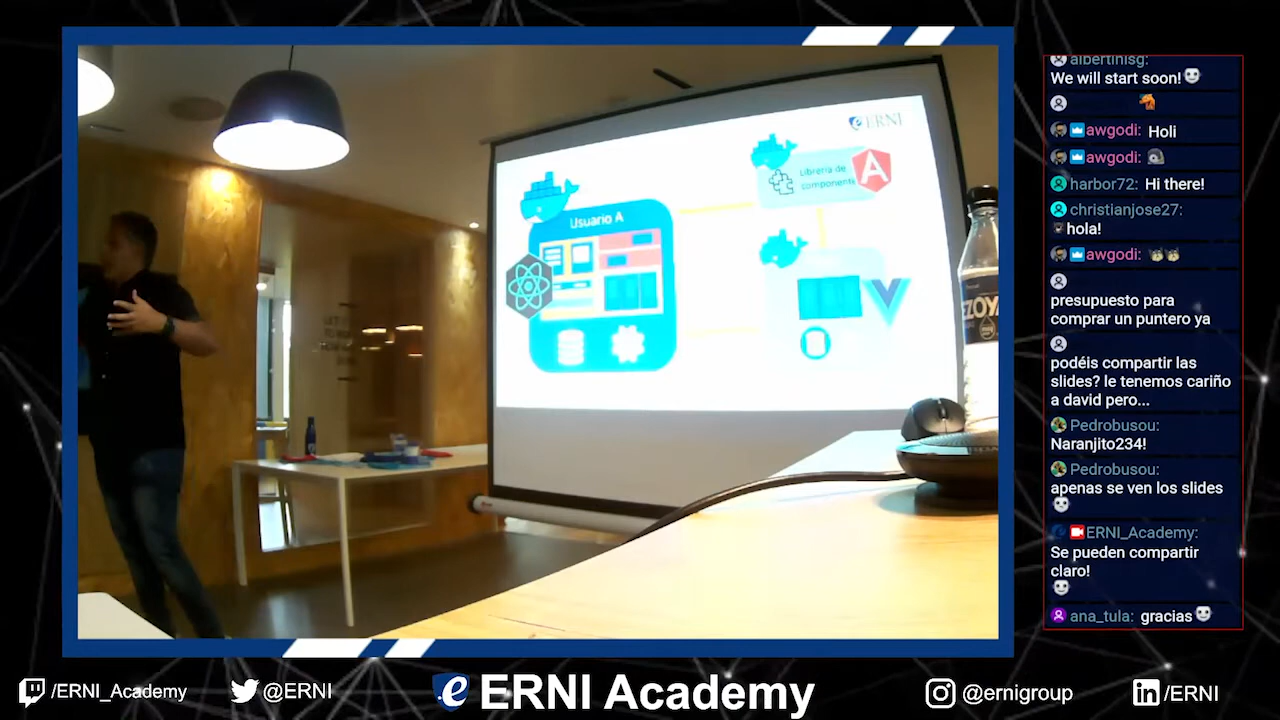 ERNI
Librería de
componente
Usuario A
albertinisg:
We will start soon!
awgodi: Holi
awgodi:
harbor72: Hi there!
christianjose27:
hola!
awgodi:
presupuesto para
comprar un puntero ya
podéis compartir las
slides? le tenemos cariño
a david pero...
Pedrobusou:
Naranjito234!
Pedrobusou:
apenas se ven los slides
ERNI_Academy:
Se pueden compartir
claro!
ana_tula: gracias
/ERNI_Academy
@ERNI
ERNI Academy
@ernigroup
/ERNI